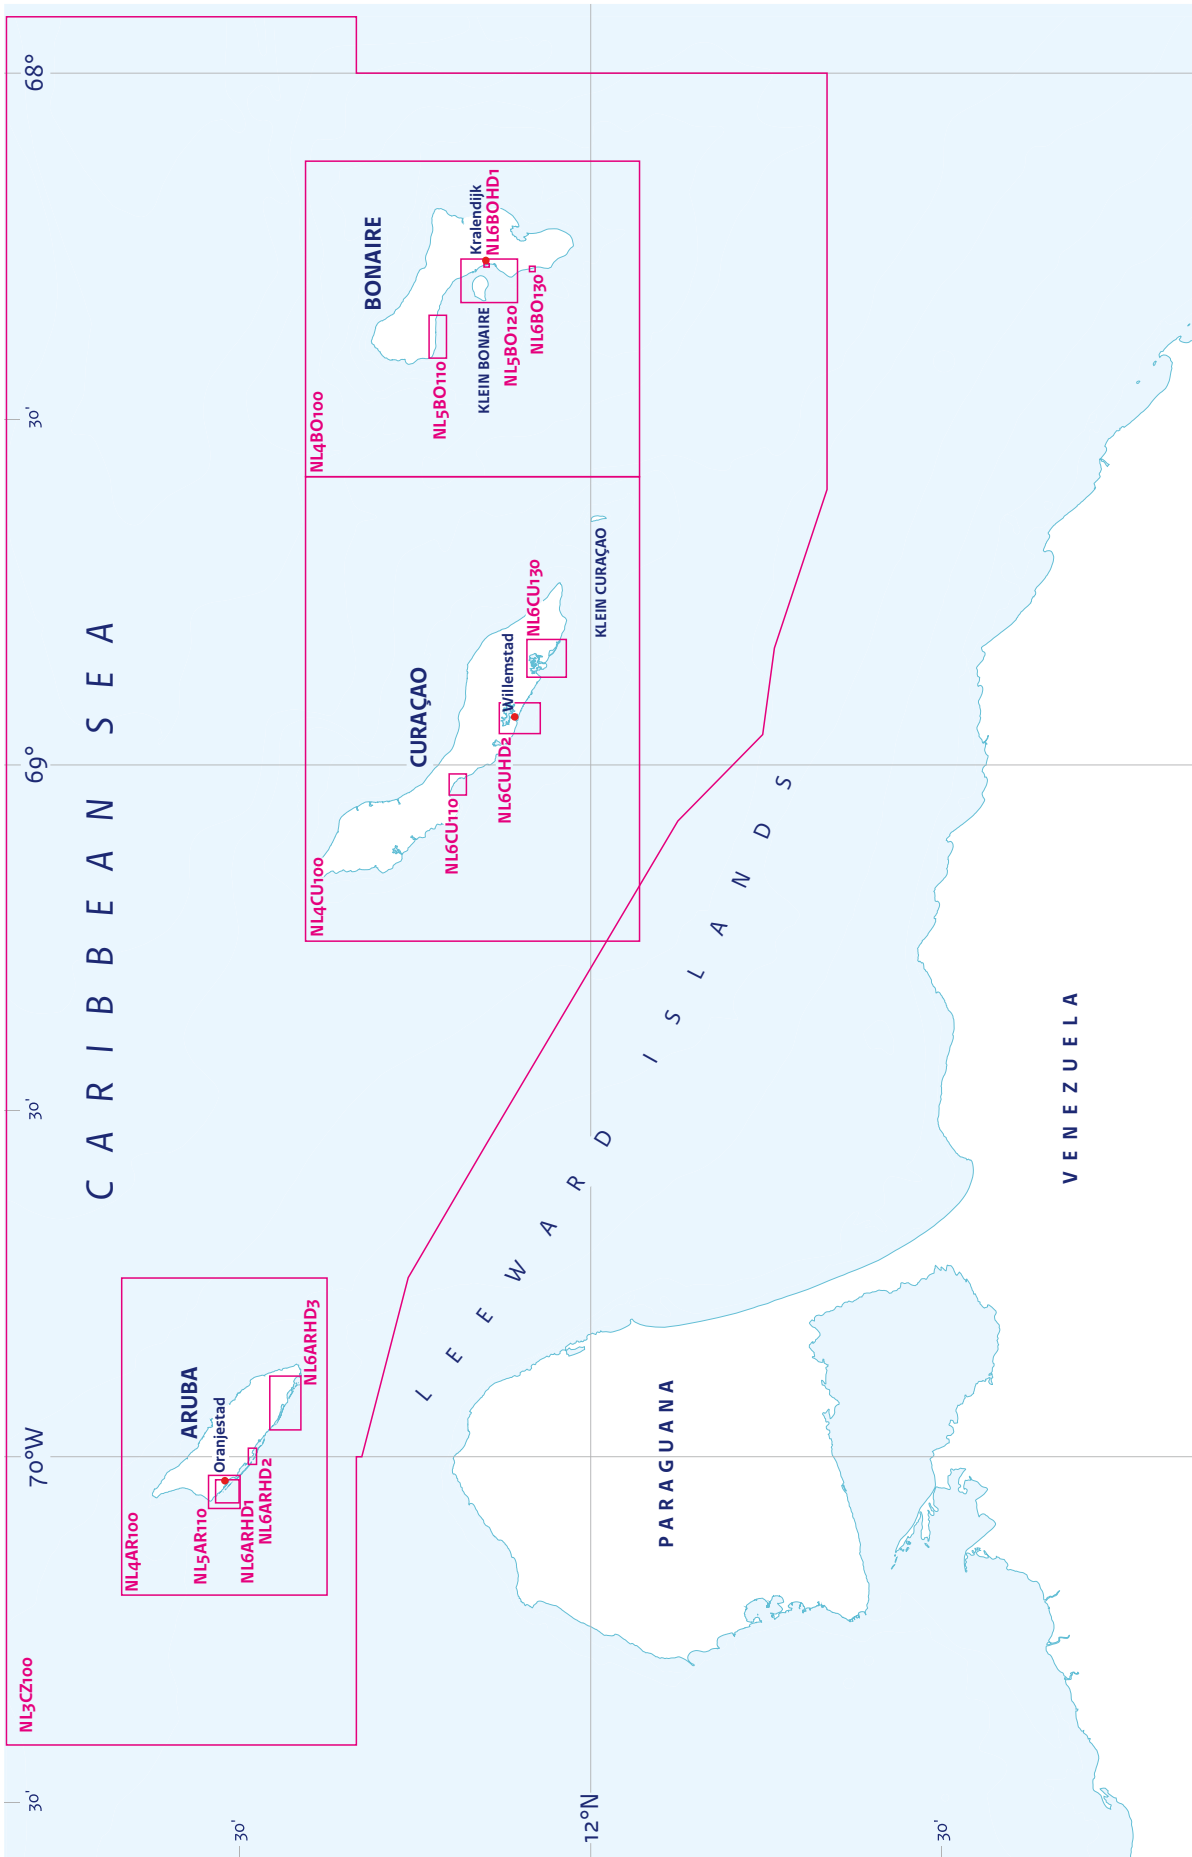 30'
70°W
30'
69°
30'
68°
NL3CZ100
CARIBBEAN SEA
NL4AR100
ARUBA
Oranjestad
NL5AR110
NL6ARHD1
NL6ARHD2
NL6ARHD3
30'
NL4CU100
CURAÇAO
NL6CU110
Willemstad
NL6CUHD2
NL6CU130
KLEIN CURAÇAO
NL4BO100
BONAIRE
NL5BO110
Kralendijk
NL6BOHD1
KLEIN BONAIRE
NL5BO120
NL6BO130
LEEWARD ISLANDS
12°N
PARAGUANA
30'
VENEZUELA